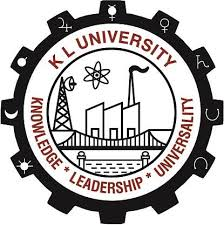 K L UNIVERSITY
KNOWLEDGE * LEADERSHIP * UNIVERSALITY